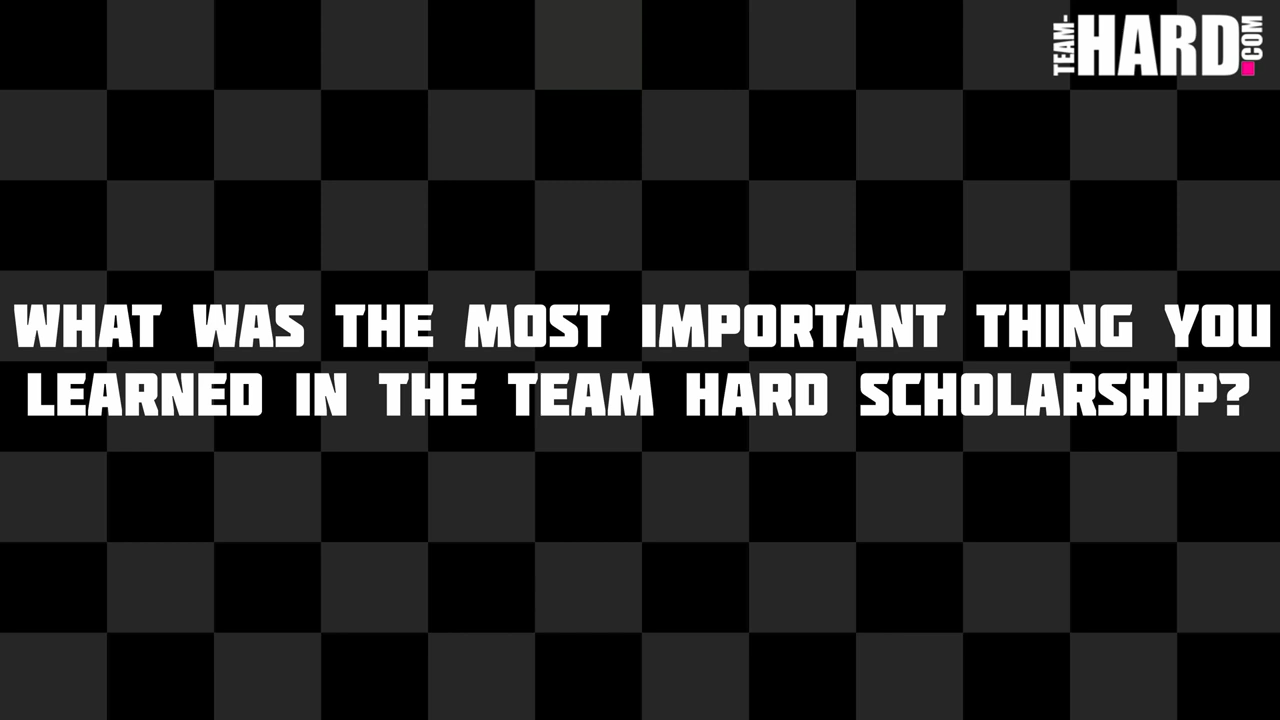 TEAM-HARD.COM
WHAT WAS THE MOST IMPORTANT THING YOU
LEARNED IN THE TEAM HARD SCHOLARSHIP?